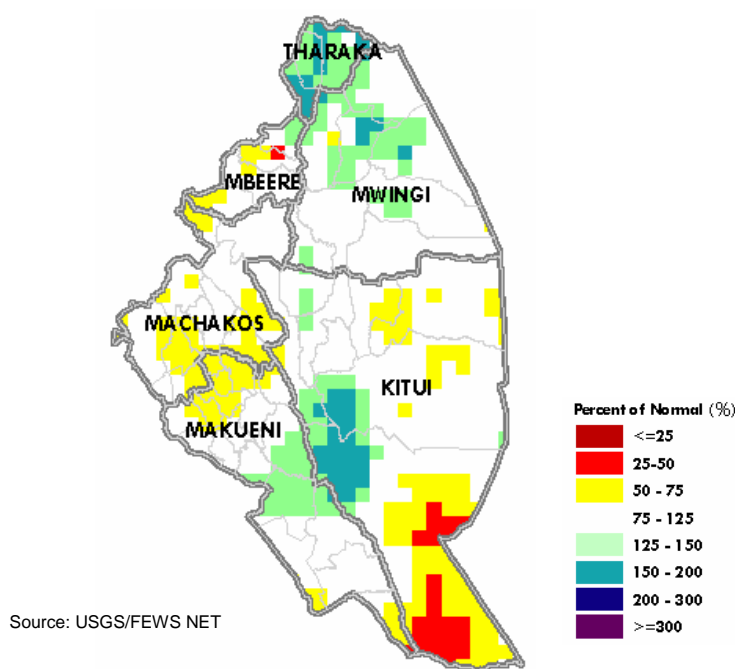 THARAKA
MBEERE
MWINGI
MACHAKOS
KITUI
MAKUENI
Percent of Normal (%)
<=25
25-50
50 - 75
75 - 125
125 - 150
150 - 200
200 - 300
>=300
Source: USGS/FEWS NET